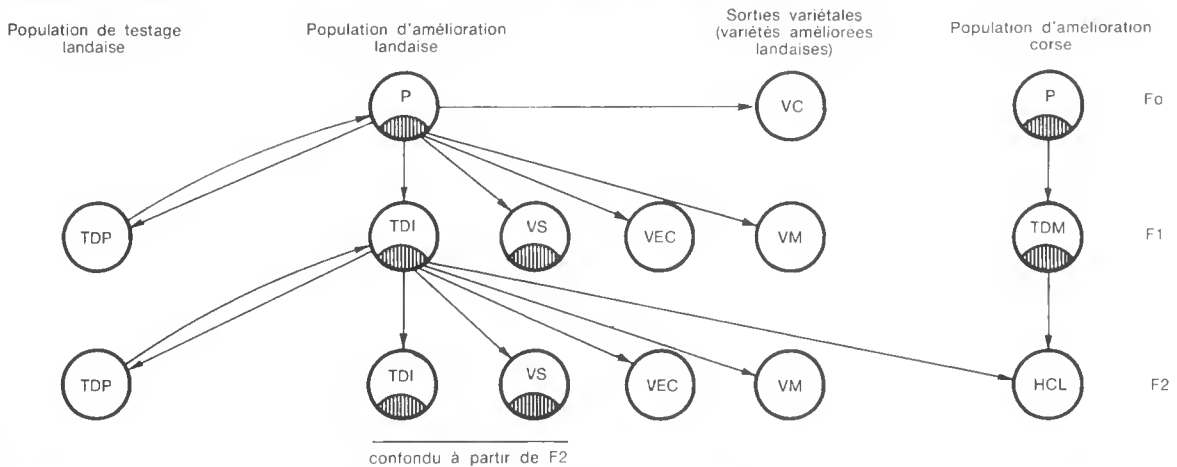 Population de testage
landaise
Population d'amélioration
landaise
Sorties variétales
(variétés améliorées
landaises)
Population d'amélioration
corse
P
VC
P
Fo
TDP
TDI
VS
VEC
VM
TDM
F1
TDP
TDI
VS
VEC
VM
HCL
F2
confondu à partir de F2